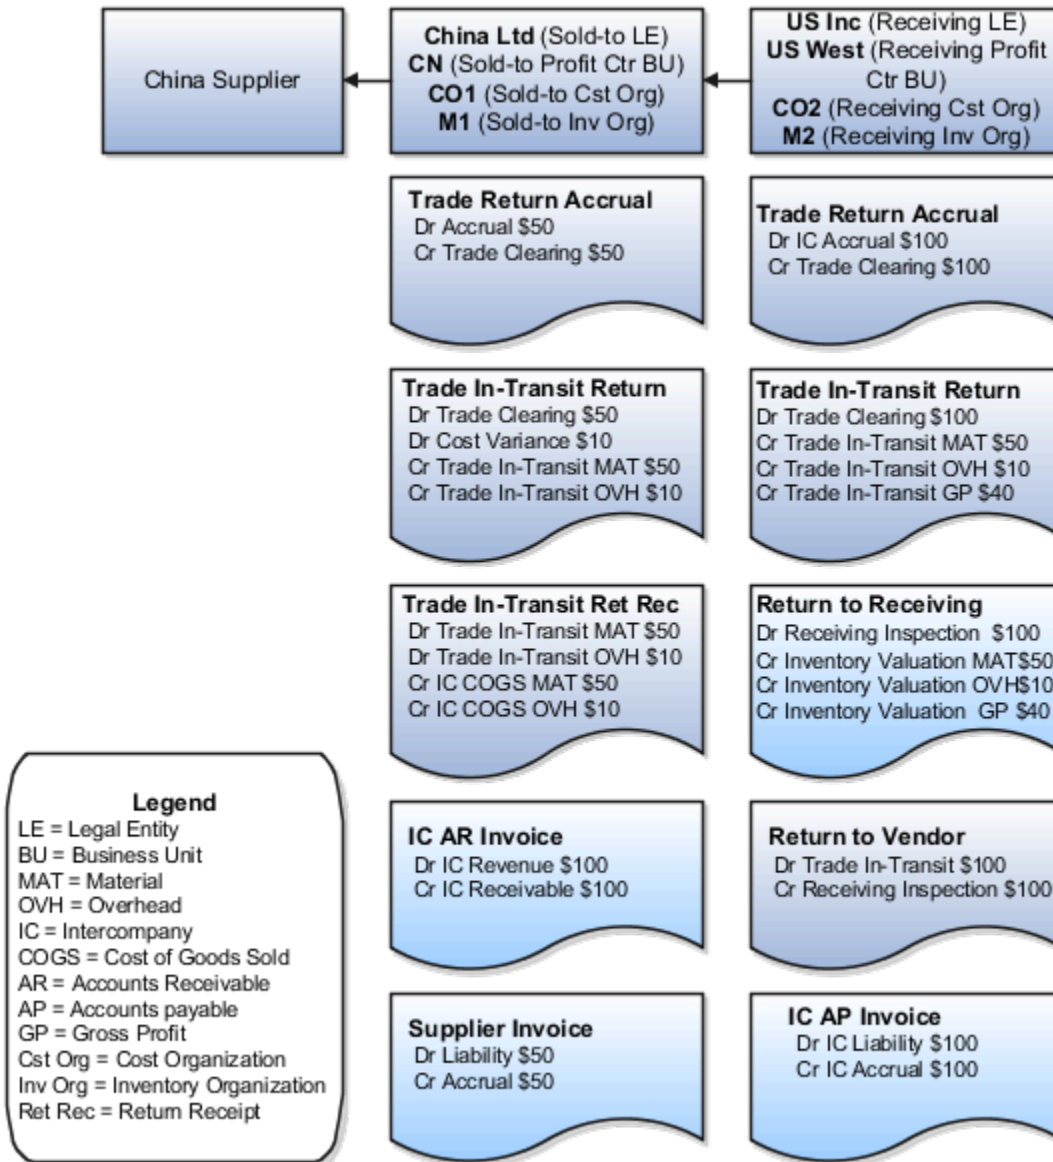 China Supplier
China Ltd (Sold-to LE)
CN (Sold-to Profit Ctr BU)
CO1 (Sold-to Cst Org)
M1 (Sold-to Inv Org)
US Inc (Receiving LE)
US West (Receiving Profit
Ctr BU)
CO2 (Receiving Cst Org)
M2 (Receiving Inv Org)
Trade Return Accrual
Dr Accrual $50
Cr Trade Clearing $50
Trade Return Accrual
Dr IC Accrual $100
Cr Trade Clearing $100
Trade In-Transit Return
Dr Trade Clearing $50
Dr Cost Variance $10
Cr Trade In-Transit MAT $50
Cr Trade In-Transit OVH $10
Trade In-Transit Return
Dr Trade Clearing $100
Cr Trade In-Transit MAT $50
Cr Trade In-Transit OVH $10
Cr Trade In-Transit GP $40
Trade In-Transit Ret Rec
Dr Trade In-Transit MAT $50
Dr Trade In-Transit OVH $10
Cr IC COGS MAT $50
Cr IC COGS OVH $10
Return to Receiving
Dr Receiving Inspection $100
Cr Inventory Valuation MAT$50
Cr Inventory Valuation OVH$10
Cr Inventory Valuation GP $40
Legend
LE = Legal Entity
BU = Business Unit
MAT = Material
OVH = Overhead
IC = Intercompany
COGS = Cost of Goods Sold
AR = Accounts Receivable
AP = Accounts payable
GP = Gross Profit
Cst Org = Cost Organization
Inv Org = Inventory Organization
Ret Rec = Return Receipt
IC AR Invoice
Dr IC Revenue $100
Cr IC Receivable $100
Return to Vendor
Dr Trade In-Transit $100
Cr Receiving Inspection $100
Supplier Invoice
Dr Liability $50
Cr Accrual $50
IC AP Invoice
Dr IC Liability $100
Cr IC Accrual $100